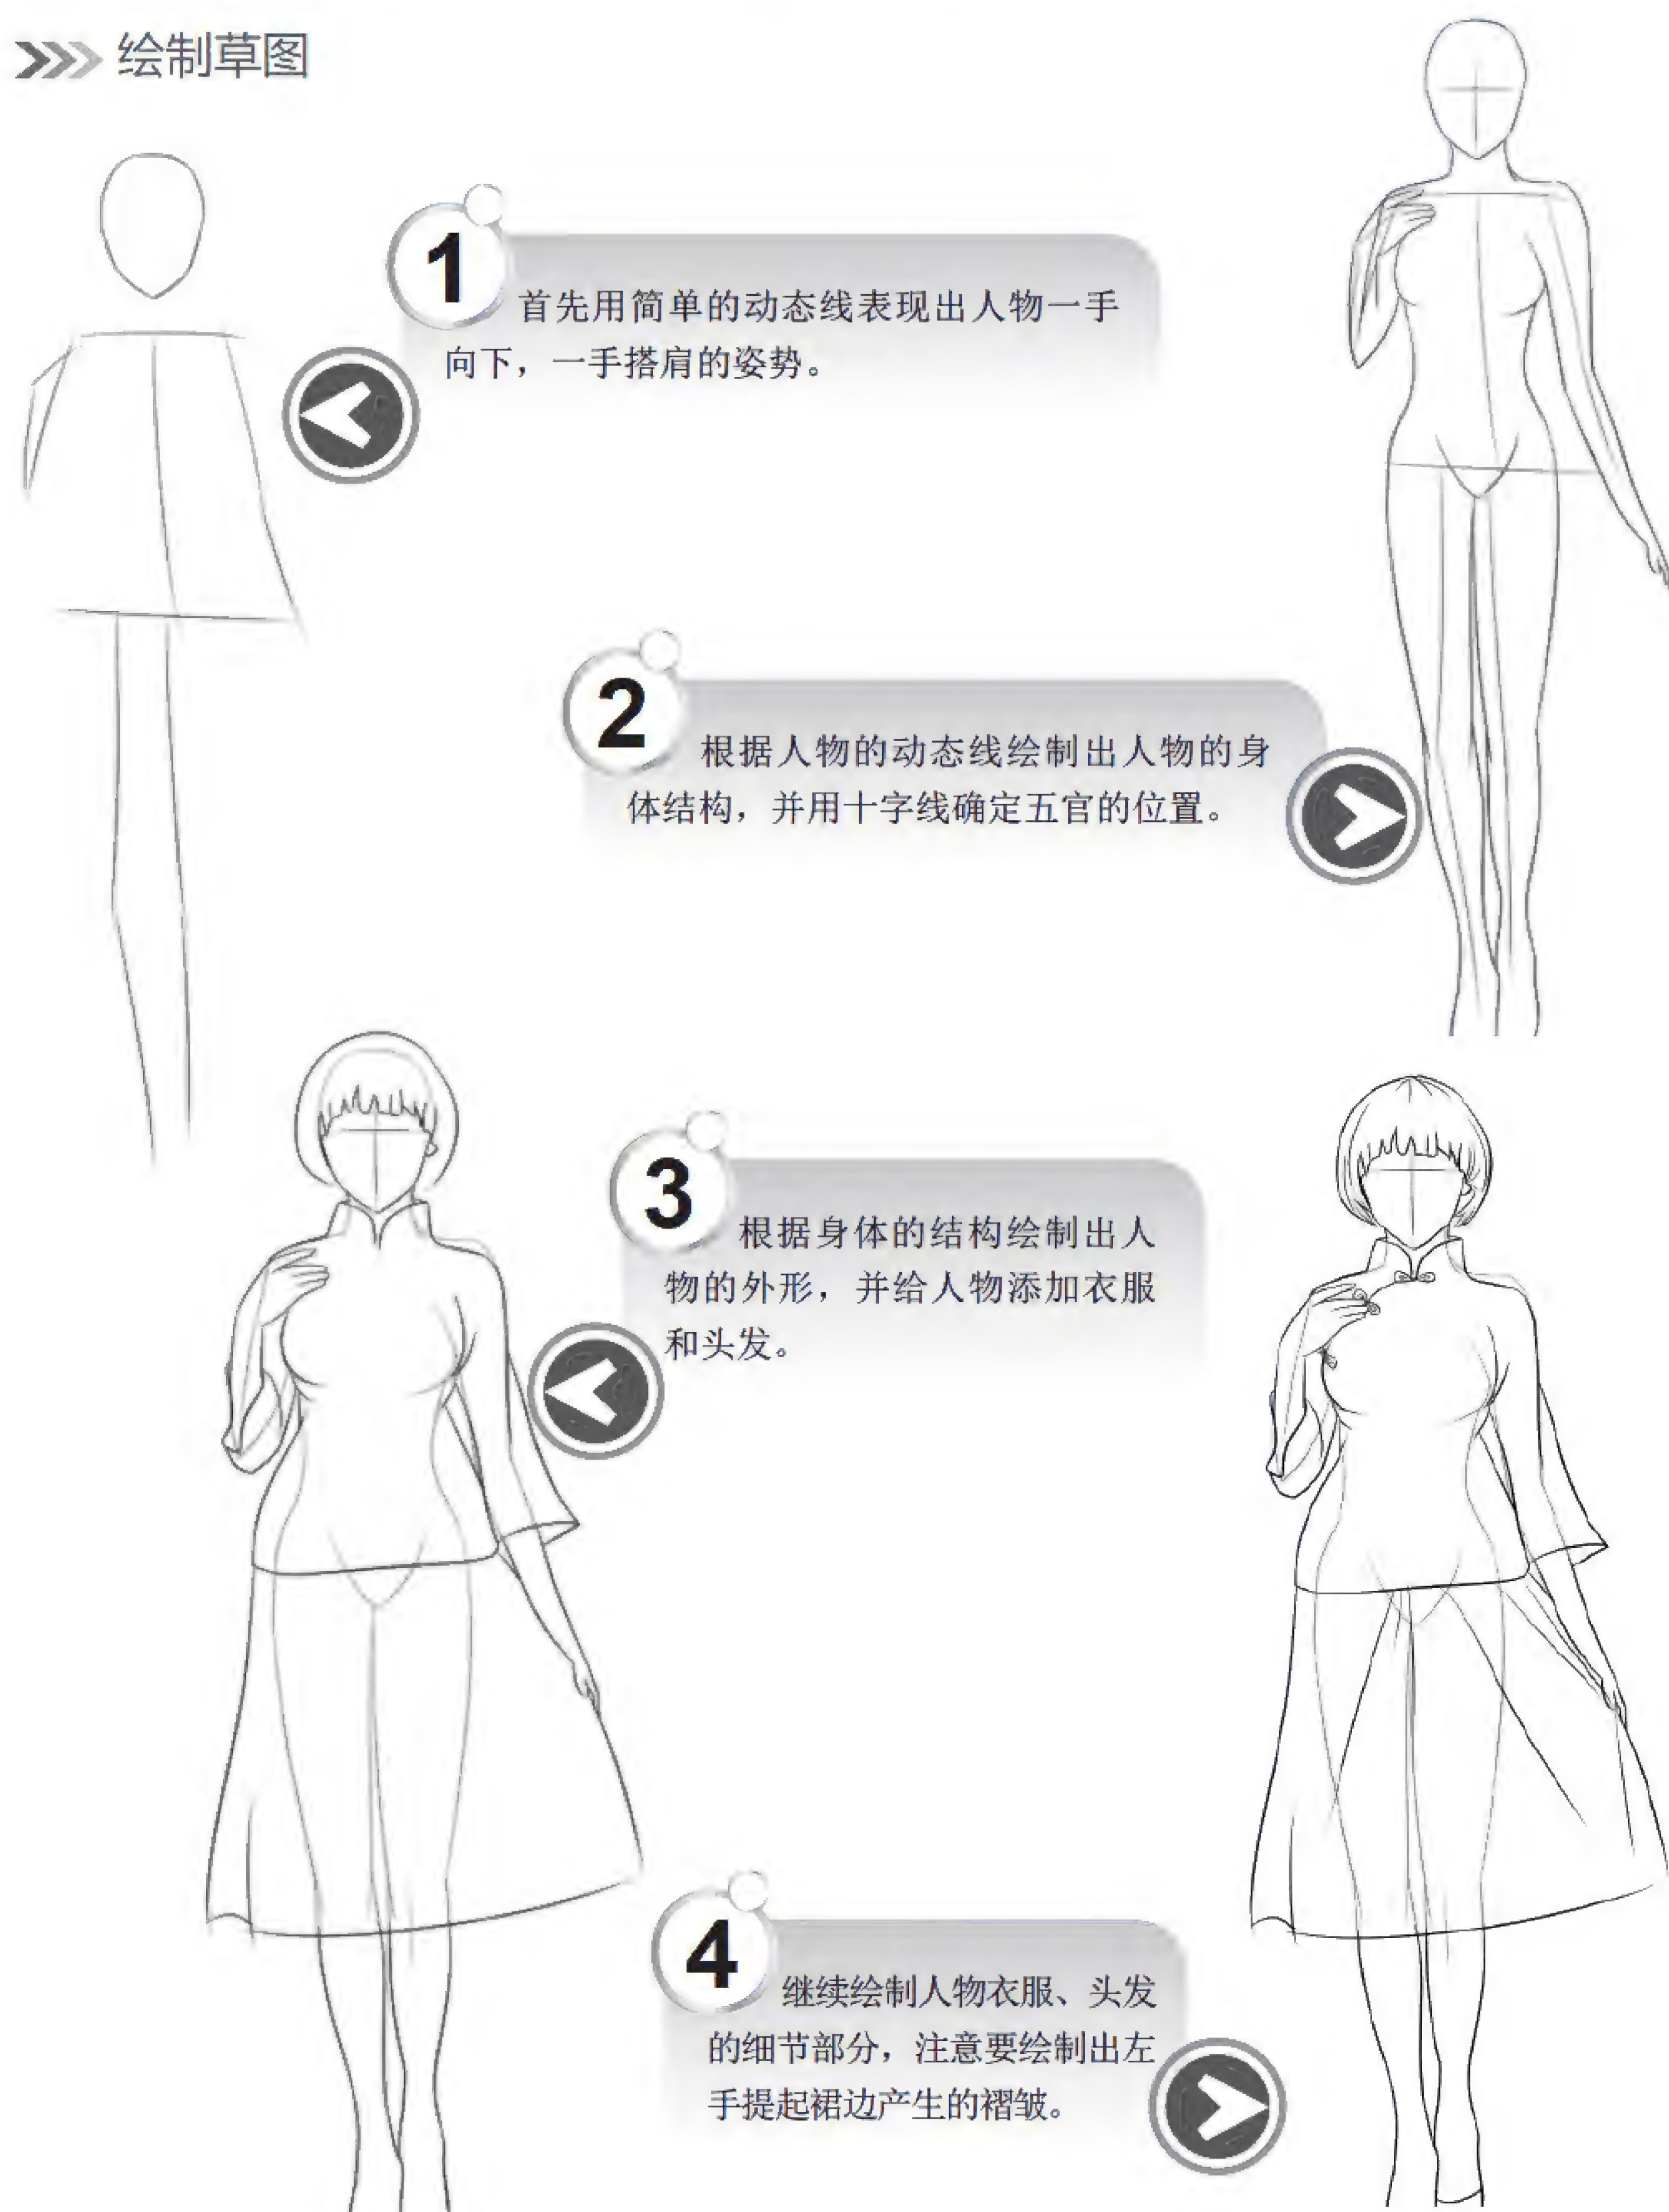 绘制草图
1
首先用简单的动态线表现出人物一手
向下，一手搭肩的姿势。
2
根据人物的动态线绘制出人物的身
体结构，并用十字线确定五官的位置。
3
根据身体的结构绘制出人
物的外形，并给人物添加衣服
和头发。
4
继续绘制人物衣服、头发
的细节部分，注意要绘制出左
手提起裙边产生的褶皱。